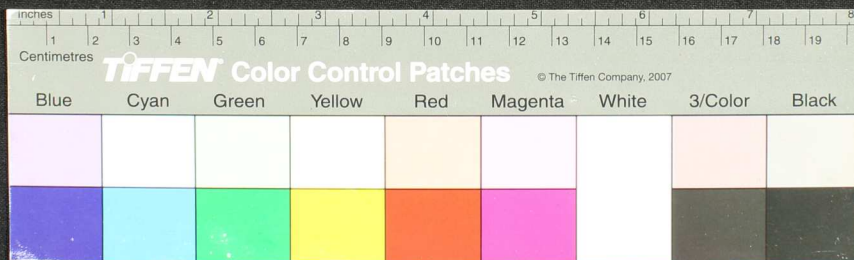 inches 1 2 3 4 5 6 7 8
1 2 3 4 5 6 7 8 9 10 11 12 13 14 15 16 17 18 19
Centimetres
TIFFEN® Color Control Patches © The Tiffen Company, 2007
Blue Cyan Green Yellow Red Magenta White 3/Color Black